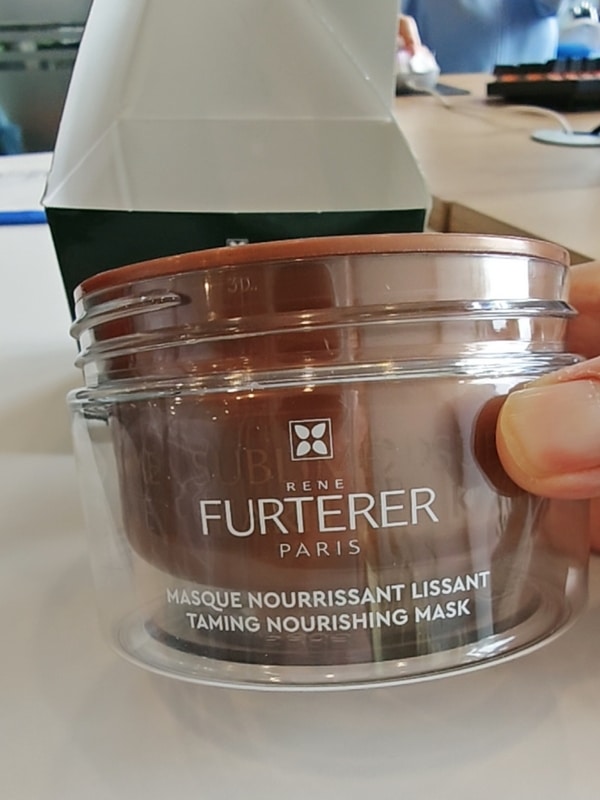 RENE
FURTERER
PARIS
MASQUE NOURRISSANT LISSANT
TAMING NOURISHING MASK